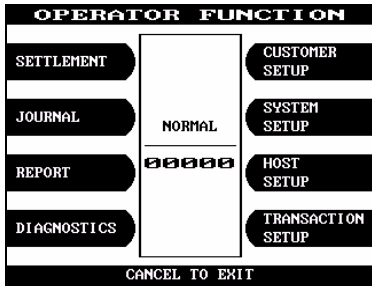 OPERATOR FUNCTION
SETTLEMENT
CUSTOMER
SETUP
JOURNAL
NORMAL
SYSTEM
SETUP
REPORT
00000
HOST
SETUP
DIAGNOSTICS
TRANSACTION
SETUP
CANCEL TO EXIT